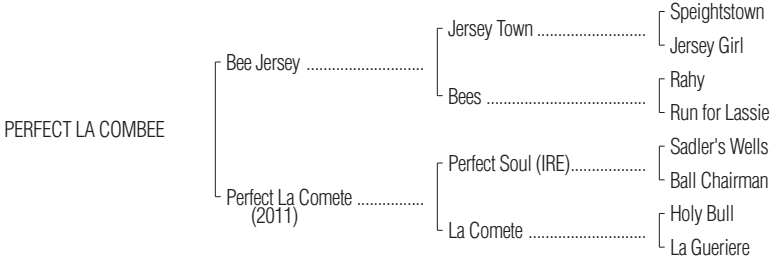 Speightstown
Jersey Town ..........................
Jersey Girl
Bee Jersey ...........................
Rahy
Bees ......................................
Run for Lassie
PERFECT LA COMBEE
Sadler's Wells
Perfect Soul (IRE)..................
Ball Chairman
Perfect La Comete ................
(2011)
Holy Bull
La Comete ............................
La Gueriere